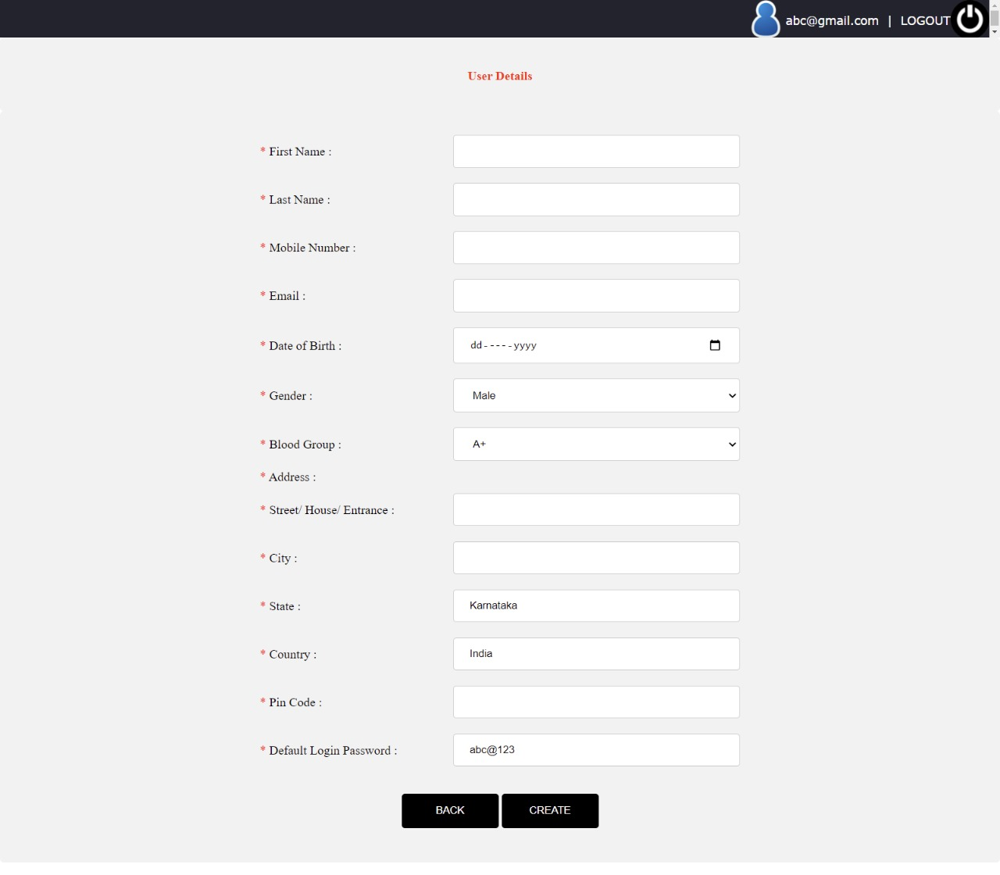 abc@gmail.com | LOGOUT
User Details
* First Name :
* Last Name :
* Mobile Number :
* Email :
* Date of Birth : dd-----yyyy
* Gender : Male
* Blood Group : A+
* Address :
* Street/ House/ Entrance :
* City :
* State : Karnataka
* Country : India
* Pin Code :
* Default Login Password : abc@123
BACK CREATE